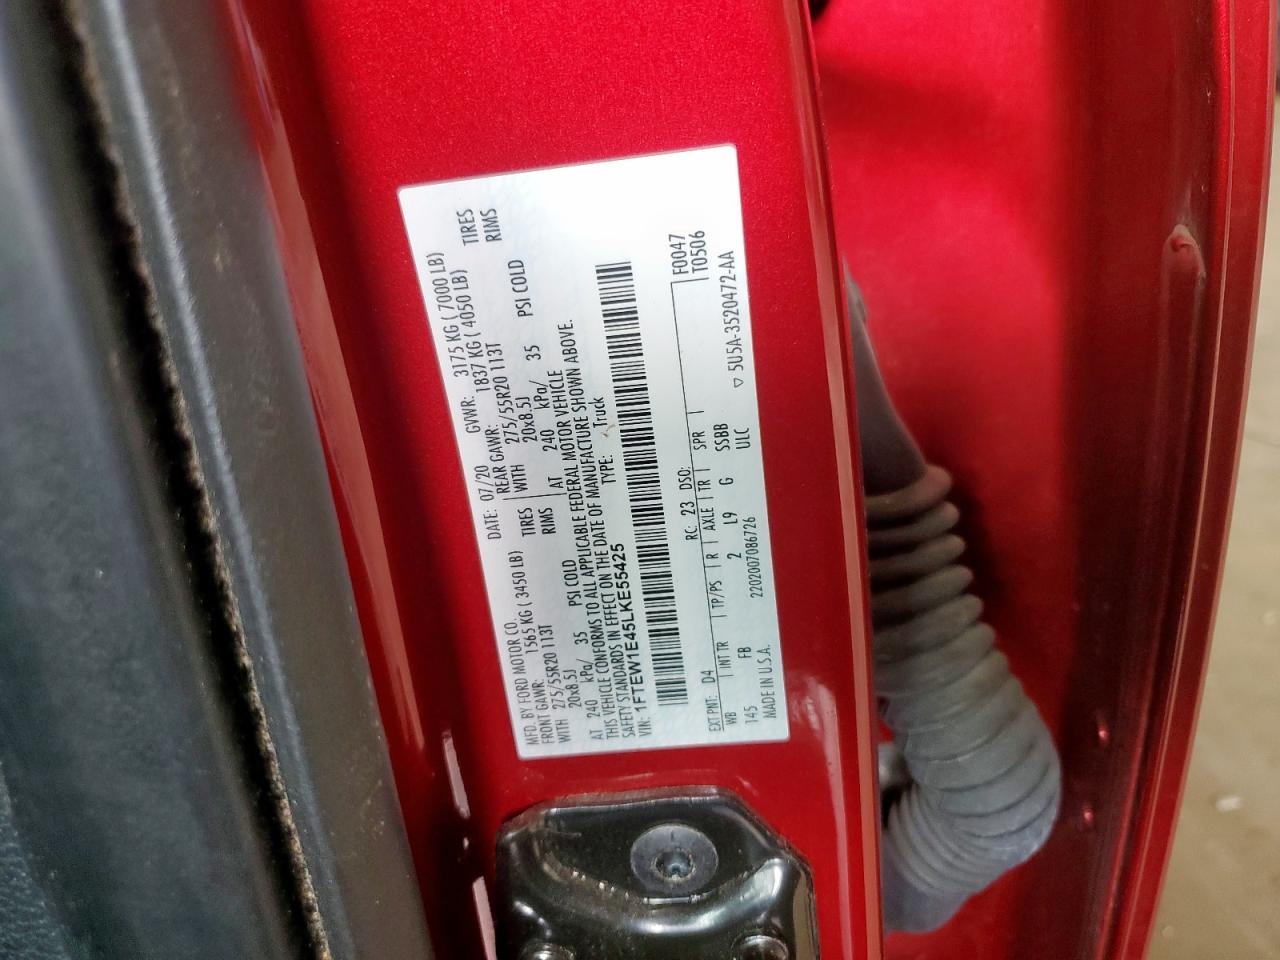 MFD. BY FORD MOTOR CO. DATE: 07/20 GVWR: 3175 KG ( 7000 LB)
FRONT GAWR: 1565 KG ( 3450 LB) REAR GAWR: 1837 KG ( 4050 LB)
WITH 275/55R20 113T TIRES WITH 275/55R20 113T TIRES
20x8.5J RIMS 20x8.5J RIMS
AT 240 kPa/ 35 PSI COLD AT 240 kPa/ 35 PSI COLD
THIS VEHICLE CONFORMS TO ALL APPLICABLE FEDERAL MOTOR VEHICLE
SAFETY STANDARDS IN EFFECT ON THE DATE OF MANUFACTURE SHOWN ABOVE.
VIN: 1FTEW1E45LKE55425 TYPE: Truck
F0047
EXT PNT: D4 RC: 23 DSO: T0506
WB INT TR TP/PS R AXLE TR SPR
145 FB 2 L9 G SSBB
MADE IN U.S.A. 2202007086726 ULC ▽ 5U5A-3520472-AA